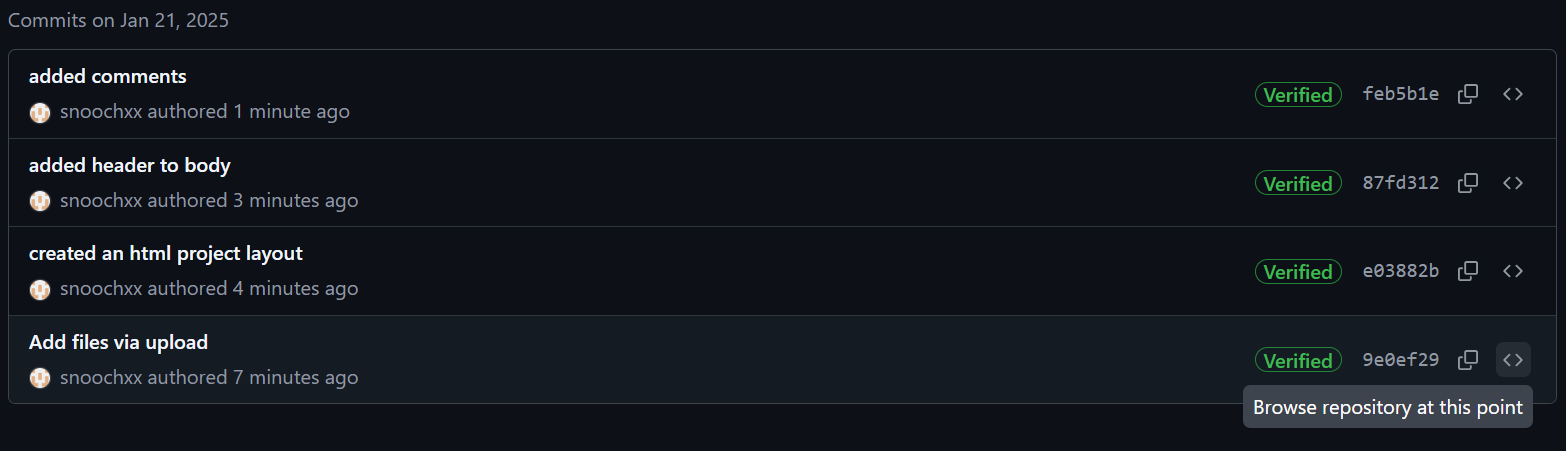 Commits on Jan 21, 2025
added comments
snoochxx authored 1 minute ago
Verified feb5b1e
added header to body
snoochxx authored 3 minutes ago
Verified 87fd312
created an html project layout
snoochxx authored 4 minutes ago
Verified e03882b
Add files via upload
snoochxx authored 7 minutes ago
Verified 9e0ef29
Browse repository at this point